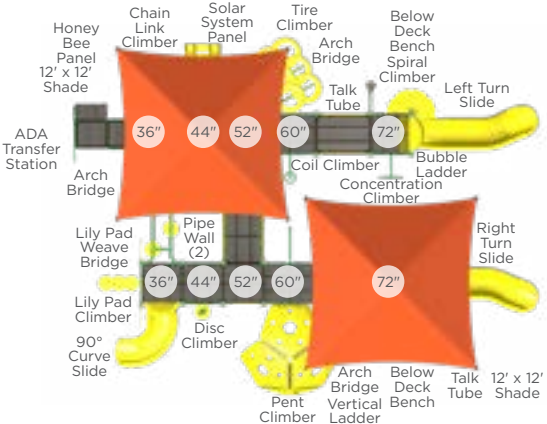 Honey
Bee
Panel
12' x 12'
Shade
Chain
Link
Climber
Solar
System
Panel
Tire
Climber
Arch
Bridge
Talk
Tube
Below
Deck
Bench
Spiral
Climber
Left Turn
Slide
ADA
Transfer
Station
36"
44"
52"
60"
72"
Arch
Bridge
Coil Climber
Bubble
Ladder
Concentration
Climber
Lily Pad
Weave
Bridge
Pipe
Wall
(2)
Right
Turn
Slide
36"
44"
52"
60"
72"
Lily Pad
Climber
90°
Curve
Slide
Disc
Climber
Pent
Climber
Arch
Bridge
Vertical
Ladder
Below
Deck
Bench
Talk
Tube
12' x 12'
Shade